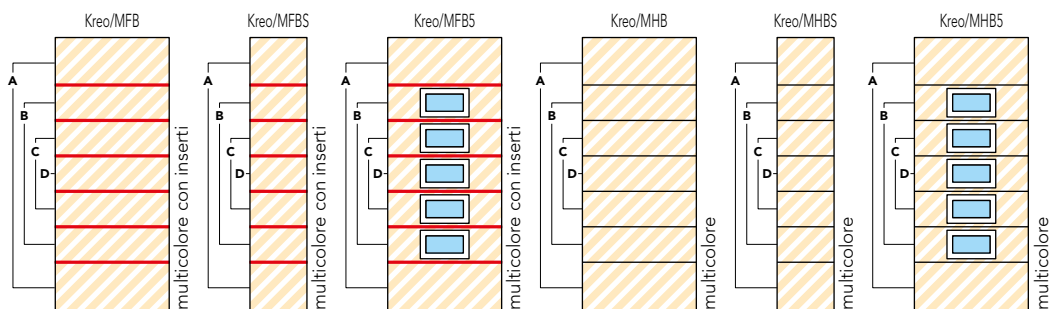 Kreo/MFB
A
B
C
D
multicolore con inserti
Kreo/MFBS
A
B
C
D
multicolore con inserti
Kreo/MFB5
A
B
C
D
multicolore con inserti
Kreo/MHB
A
B
C
D
multicolore
Kreo/MHBS
A
B
C
D
multicolore
Kreo/MHB5
A
B
C
D
multicolore